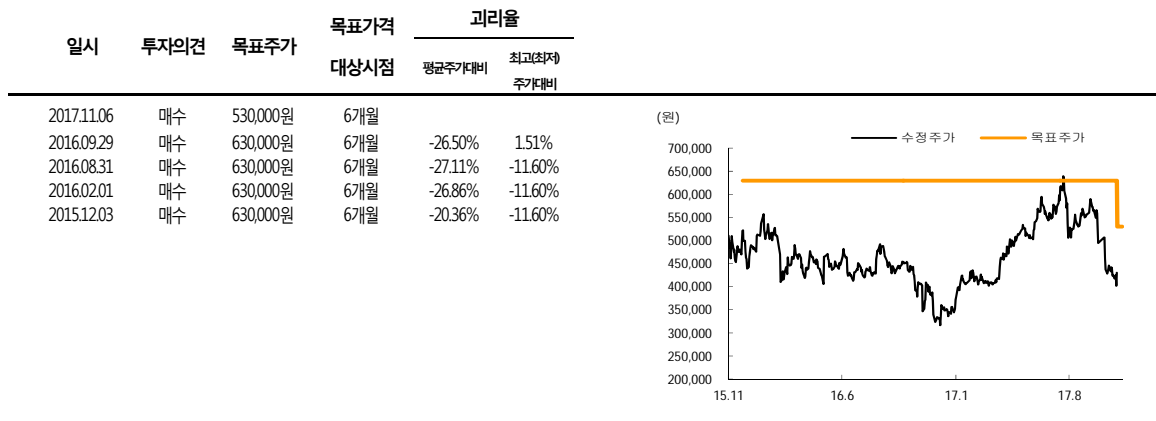 일시 투자의견 목표주가 목표가격 대상시점 괴리율
평균주가대비 최고(최저) 주가대비
2017.11.06 매수 530,000원 6개월
2016.09.29 매수 630,000원 6개월 -26.50% 1.51%
2016.08.31 매수 630,000원 6개월 -27.11% -11.60%
2016.02.01 매수 630,000원 6개월 -26.86% -11.60%
2015.12.03 매수 630,000원 6개월 -20.36% -11.60%
(원)
수정주가 목표주가
700,000
650,000
600,000
550,000
500,000
450,000
400,000
350,000
300,000
250,000
200,000
15.11 16.6 17.1 17.8